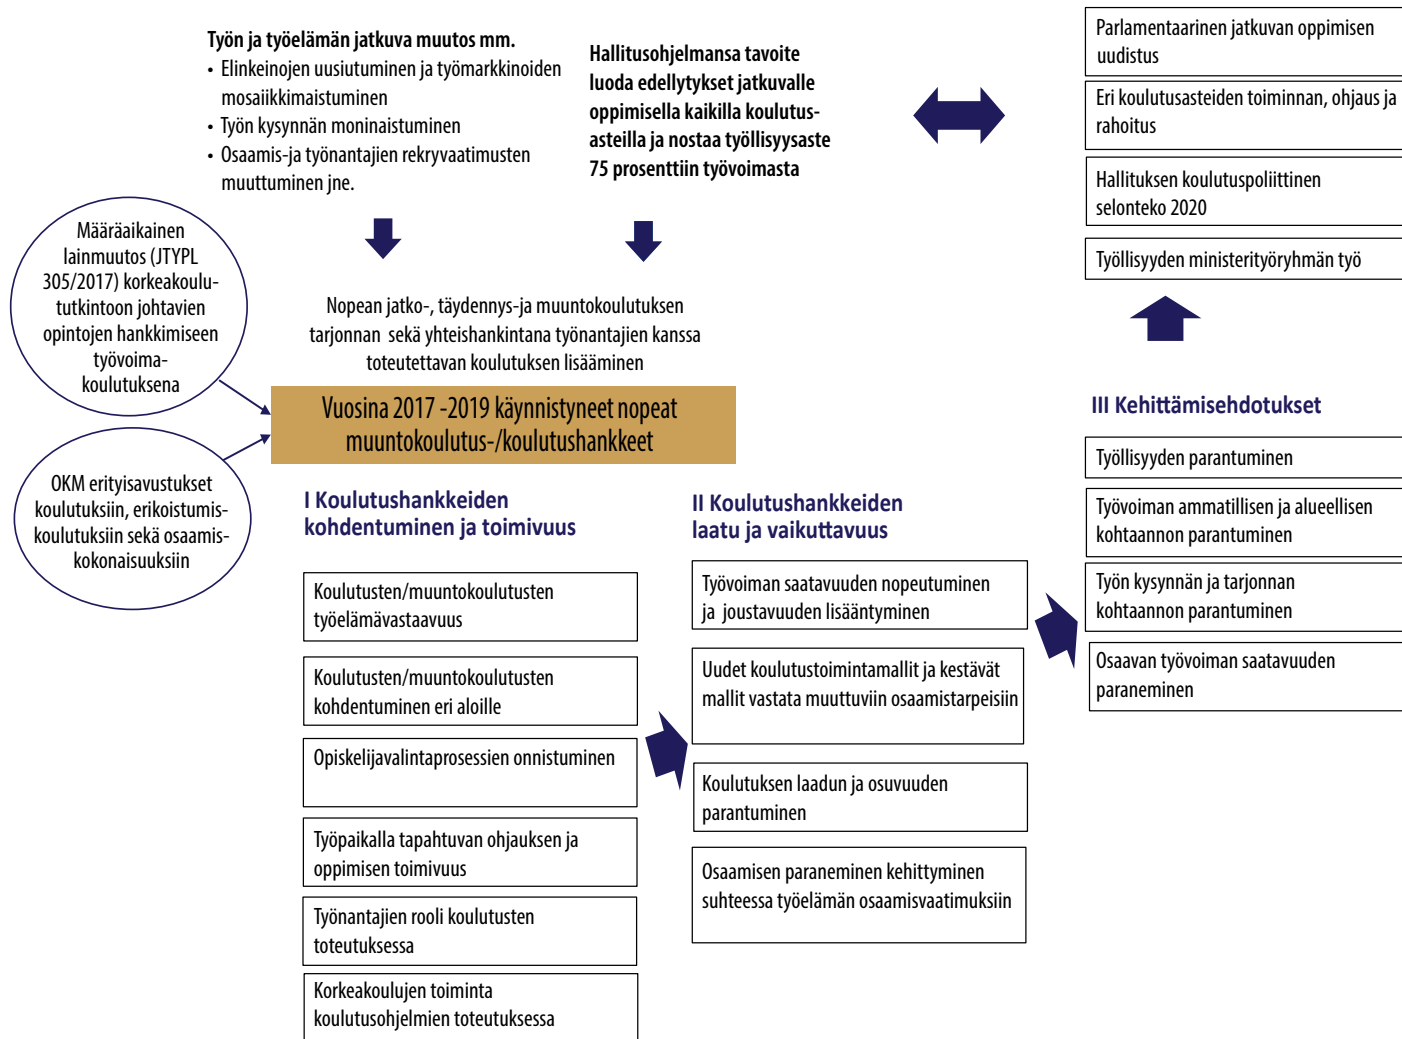 Työn ja työelämän jatkuva muutos mm.
• Elinkeinojen uusiutuminen ja työmarkkinoiden
mosaiikkimaistuminen
• Työn kysynnän moninaistuminen
• Osaamis-ja työnantajien rekryvaatimusten
muuttuminen jne.
Hallitusohjelmansa tavoite
luoda edellytykset jatkuvalle
oppimisella kaikilla koulutus-
asteilla ja nostaa työllisyysaste
75 prosenttiin työvoimasta
Parlamentaarinen jatkuvan oppimisen
uudistus
Eri koulutusasteiden toiminnan, ohjaus ja
rahoitus
Hallituksen koulutuspoliittinen
selonteko 2020
Työllisyyden ministerityöryhmän työ
Määräaikainen
lainmuutos (JTYPL
305/2017) korkeakoulu-
tutkintoon johtavien
opintojen hankkimiseen
työvoima-
koulutuksena
Nopean jatko-, täydennys-ja muuntokoulutuksen
tarjonnan sekä yhteishankintana työnantajien kanssa
toteutettavan koulutuksen lisääminen
Vuosina 2017 -2019 käynnistyneet nopeat
muuntokoulutus-/koulutushankkeet
OKM erityisavustukset
koulutuksiin, erikoistumis-
koulutuksiin sekä osaamis-
kokonaisuuksiin
I Koulutushankkeiden
kohdentuminen ja toimivuus
Koulutusten/muuntokoulutusten
työelämävastaavuus
Koulutusten/muuntokoulutusten
kohdentuminen eri aloille
Opiskelijavalintaprosessien onnistuminen
Työpaikalla tapahtuvan ohjauksen ja
oppimisen toimivuus
Työnantajien rooli koulutusten
toteutuksessa
Korkeakoulujen toiminta
koulutusohjelmien toteutuksessa
II Koulutushankkeiden
laatu ja vaikuttavuus
Työvoiman saatavuuden nopeutuminen
ja joustavuuden lisääntyminen
Uudet koulutustoimintamallit ja kestävät
mallit vastata muuttuviin osaamistarpeisiin
Koulutuksen laadun ja osuvuuden
parantuminen
Osaamisen paraneminen kehittyminen
suhteessa työelämän osaamisvaatimuksiin
III Kehittämisehdotukset
Työllisyyden parantuminen
Työvoiman ammatillisen ja alueellisen
kohtaannon parantuminen
Työn kysynnän ja tarjonnan
kohtaannon parantuminen
Osaavan työvoiman saatavuuden
paraneminen